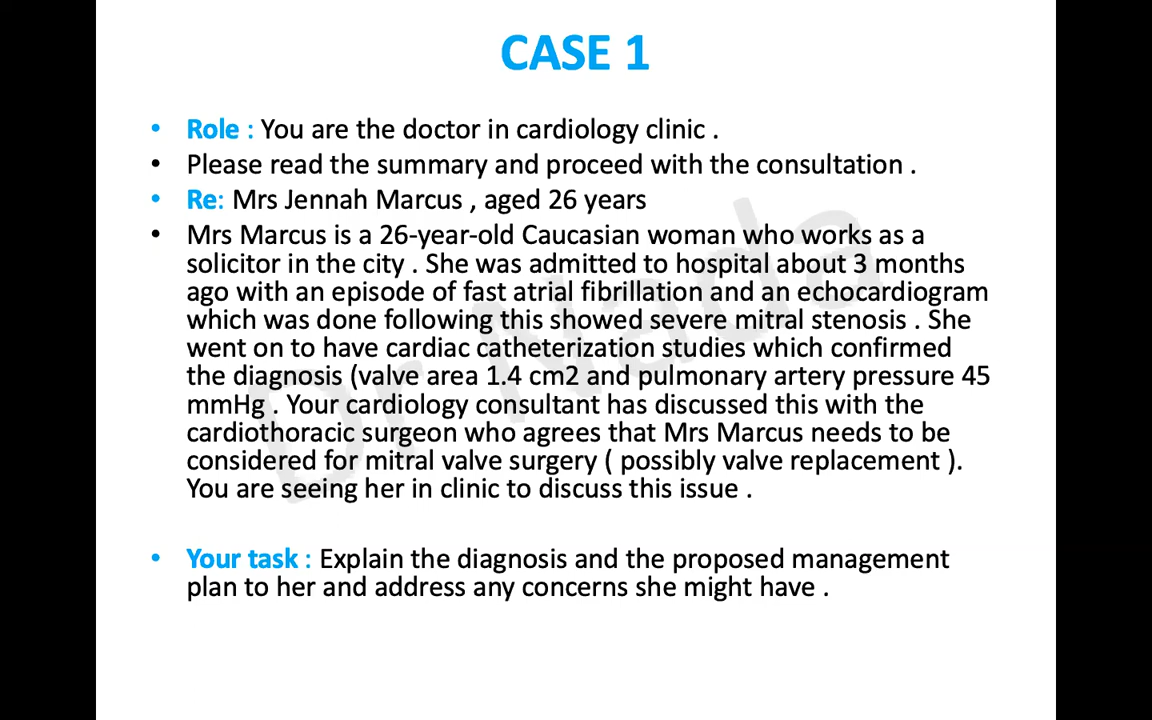 CASE 1
• Role : You are the doctor in cardiology clinic .
• Please read the summary and proceed with the consultation .
• Re: Mrs Jennah Marcus , aged 26 years
• Mrs Marcus is a 26-year-old Caucasian woman who works as a
solicitor in the city . She was admitted to hospital about 3 months
ago with an episode of fast atrial fibrillation and an echocardiogram
which was done following this showed severe mitral stenosis . She
went on to have cardiac catheterization studies which confirmed
the diagnosis (valve area 1.4 cm2 and pulmonary artery pressure 45
mmHg . Your cardiology consultant has discussed this with the
cardiothoracic surgeon who agrees that Mrs Marcus needs to be
considered for mitral valve surgery ( possibly valve replacement ).
You are seeing her in clinic to discuss this issue .
• Your task : Explain the diagnosis and the proposed management
plan to her and address any concerns she might have .
Dr Nada